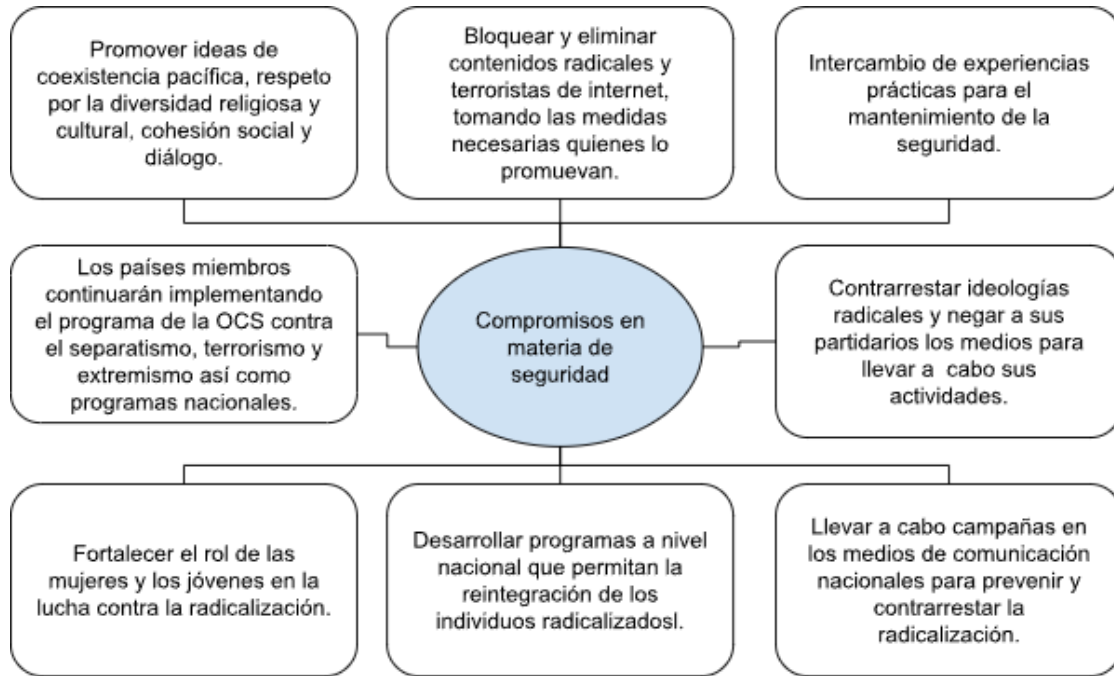 Promover ideas de
coexistencia pacífica, respeto
por la diversidad religiosa y
cultural, cohesión social y
diálogo.
Bloquear y eliminar
contenidos radicales y
terroristas de internet,
tomando las medidas
necesarias quienes lo
promuevan.
Intercambio de experiencias
prácticas para el
mantenimiento de la
seguridad.
Los países miembros
continuarán implementando
el programa de la OCS contra
el separatismo, terrorismo y
extremismo así como
programas nacionales.
Compromisos en
materia de
seguridad
Contrarrestar ideologías
radicales y negar a sus
partidarios los medios para
llevar a cabo sus
actividades.
Fortalecer el rol de las
mujeres y los jóvenes en la
lucha contra la radicalización.
Desarrollar programas a nivel
nacional que permitan la
reintegración de los
individuos radicalizadosl.
Llevar a cabo campañas en
los medios de comunicación
nacionales para prevenir y
contrarrestar la
radicalización.